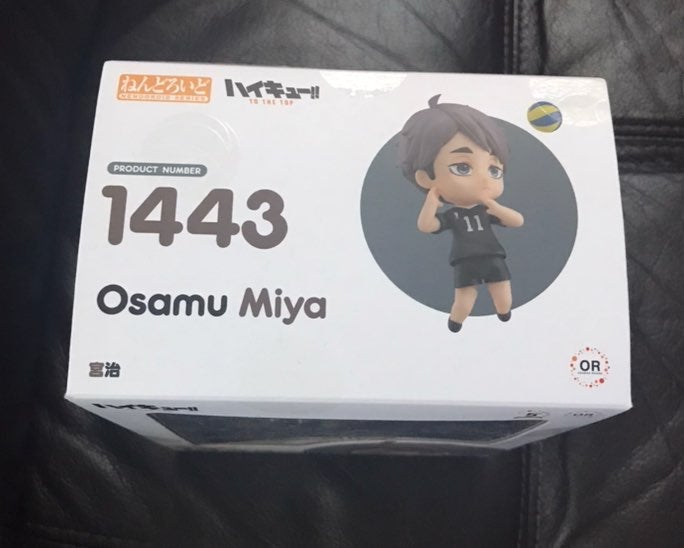 ねんどろいど
NENDOROID SERIES
ハイキュー!!
TO THE TOP
PRODUCT NUMBER
1443
11
Osamu Miya
宮治
OR
ハイキュー!!